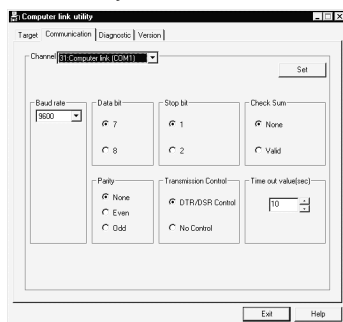 Computer link utility
Target Communication Diagnostic Version
Channel 31:Computer link (COM1)
Set
Baud rate Data bit Stop bit Check Sum
9600 7 1 None
8 2 Valid
Parity Transmission Control Time out value(sec)
None DTR/DSR Control 10
Even
Odd No Control
Exit Help